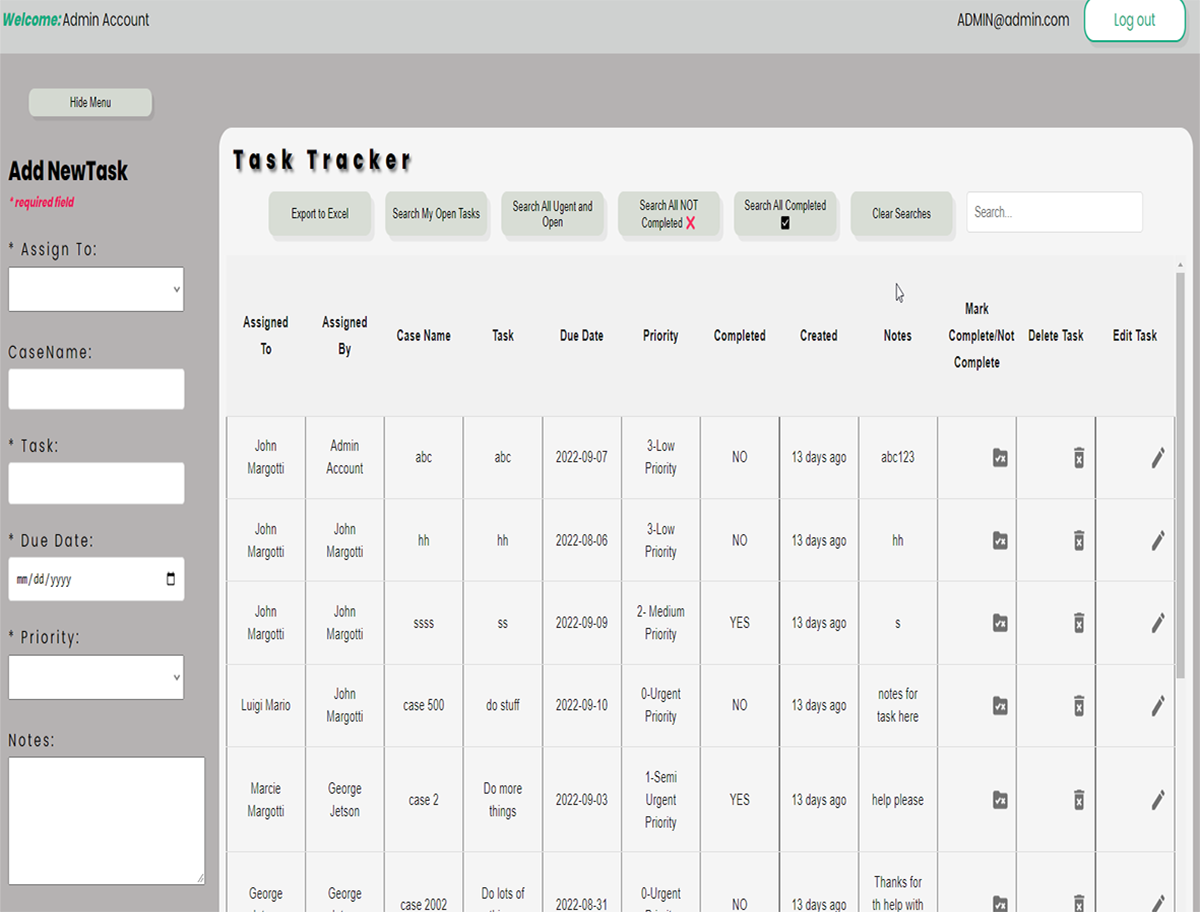 Welcome: Admin Account
ADMIN@admin.com
Log out
Hide Menu
Add NewTask
* required field
* Assign To:
CaseName:
* Task:
* Due Date:
mm/dd/yyyy
* Priority:
Notes:
Task Tracker
Export to Excel
Search My Open Tasks
Search All Ugent and
Open
Search All NOT
Completed ❌
Search All Completed
Clear Searches
Search...
Assigned
To
Assigned
By
Case Name
Task
Due Date
Priority
Completed
Created
Notes
Mark
Complete/Not
Complete
Delete Task
Edit Task
John
Margotti
Admin
Account
abc
abc
2022-09-07
3-Low
Priority
NO
13 days ago
abc123
John
Margotti
John
Margotti
hh
hh
2022-08-06
3-Low
Priority
NO
13 days ago
hh
John
Margotti
John
Margotti
ssss
ss
2022-09-09
2- Medium
Priority
YES
13 days ago
s
Luigi Mario
John
Margotti
case 500
do stuff
2022-09-10
0-Urgent
Priority
NO
13 days ago
notes for
task here
Marcie
Margotti
George
Jetson
case 2
Do more
things
2022-09-03
1-Semi
Urgent
Priority
YES
13 days ago
help please
George
George
case 2002
Do lots of
2022-08-31
0-Urgent
NO
13 days ago
Thanks for
th help with